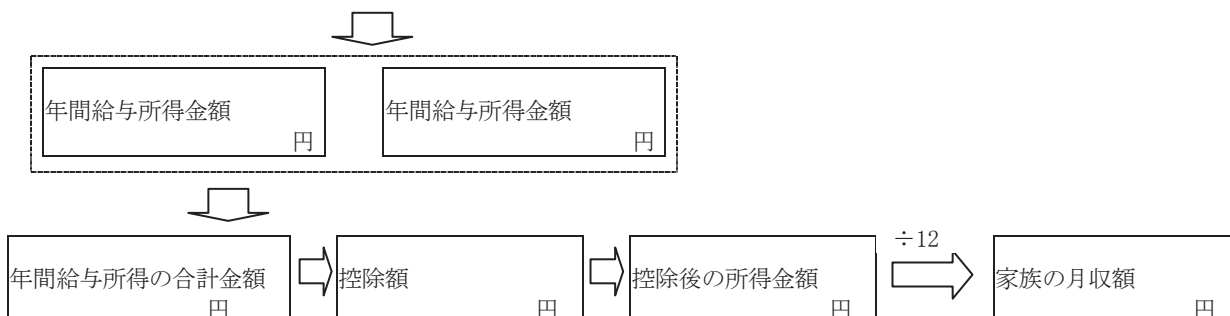 年間給与所得金額
円
年間給与所得金額
円
年間給与所得の合計金額
円
控除額
円
控除後の所得金額
円
÷12
家族の月収額
円